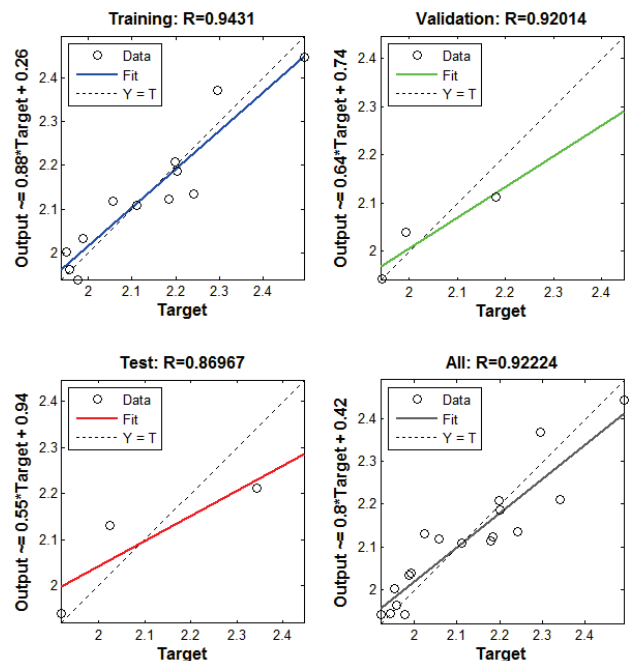 Training: R=0.9431
Output ~= 0.88*Target + 0.26
Data
Fit
Y = T
2.4
2.3
2.2
2.1
2
2 2.1 2.2 2.3 2.4
Target
Validation: R=0.92014
Output ~= 0.64*Target + 0.74
Data
Fit
Y = T
2.4
2.3
2.2
2.1
2
2 2.1 2.2 2.3 2.4
Target
Test: R=0.86967
Output ~= 0.55*Target + 0.94
Data
Fit
Y = T
2.4
2.3
2.2
2.1
2
2 2.1 2.2 2.3 2.4
Target
All: R=0.92224
Output ~= 0.8*Target + 0.42
Data
Fit
Y = T
2.4
2.3
2.2
2.1
2
2 2.1 2.2 2.3 2.4
Target